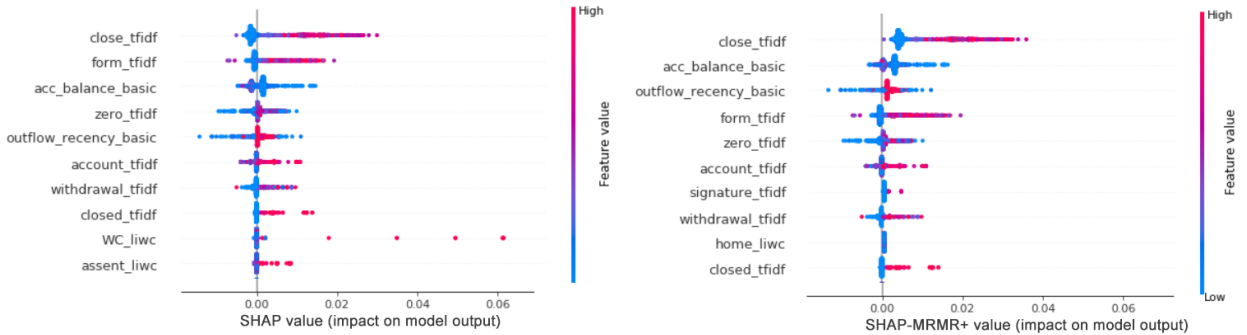 High
close_tfidf
form_tfidf
acc_balance_basic
zero_tfidf
outflow_recency_basic
account_tfidf
withdrawal_tfidf
closed_tfidf
WC_liwc
assent_liwc
0.00 0.02 0.04 0.06
SHAP value (impact on model output)
Feature value
High
close_tfidf
acc_balance_basic
outflow_recency_basic
form_tfidf
zero_tfidf
account_tfidf
signature_tfidf
withdrawal_tfidf
home_liwc
closed_tfidf
0.00 0.02 0.04 0.06
SHAP-MRMR+ value (impact on model output)
Feature value
Low